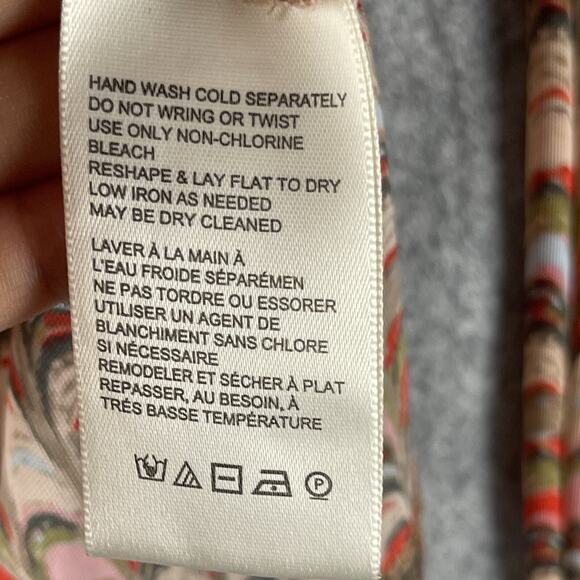 HAND WASH COLD SEPARATELY
DO NOT WRING OR TWIST
USE ONLY NON-CHLORINE
BLEACH
RESHAPE & LAY FLAT TO DRY
LOW IRON AS NEEDED
MAY BE DRY CLEANED
LAVER À LA MAIN À
L'EAU FROIDE SÉPARÉMEN
NE PAS TORDRE OU ESSORER
UTILISER UN AGENT DE
BLANCHIMENT SANS CHLORE
SI NÉCESSAIRE
REMODELER ET SÉCHER À PLAT
REPASSER, AU BESOIN, À
TRÉS BASSE TEMPÉRATURE
P